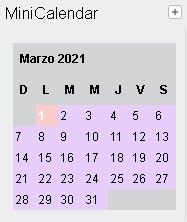 MiniCalendar +
Marzo 2021
D L M M J V S
1 2 3 4 5 6
7 8 9 10 11 12 13
14 15 16 17 18 19 20
21 22 23 24 25 26 27
28 29 30 31